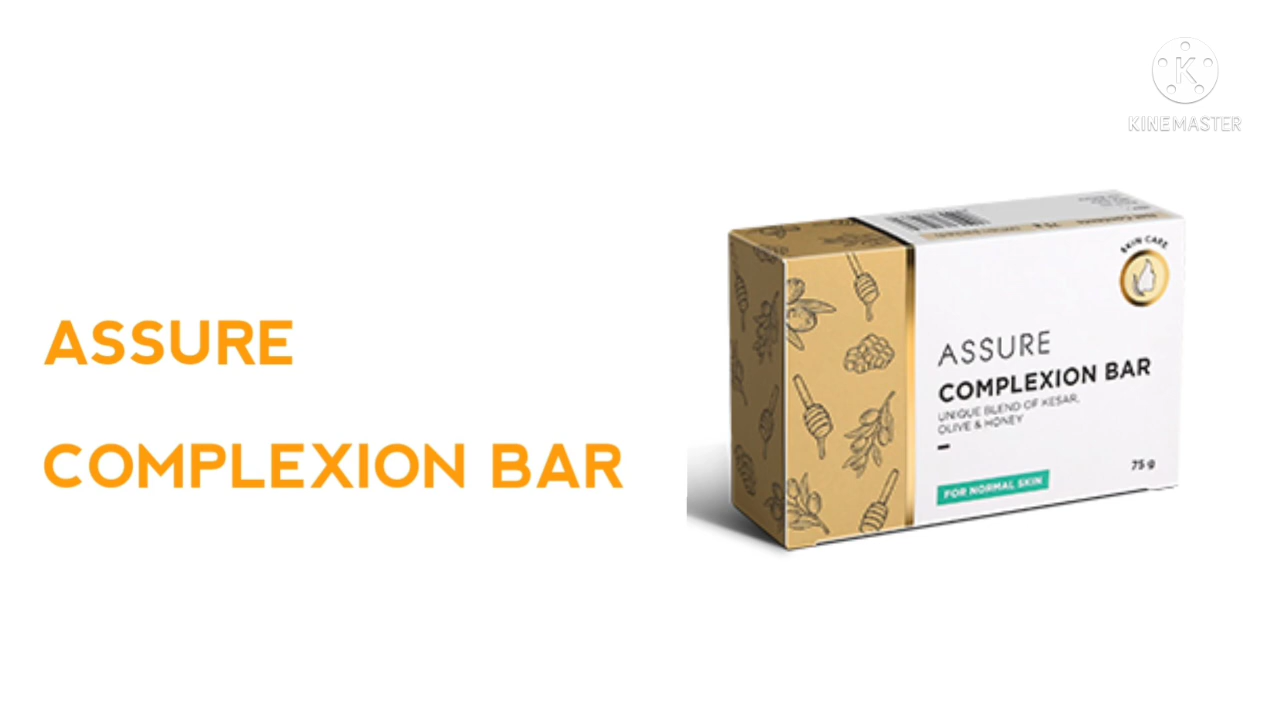 KINEMASTER
ASSURE
COMPLEXION BAR
SKIN CARE
ASSURE
COMPLEXION BAR
UNIQUE BLEND OF KESAR,
OLIVE & HONEY
75 g
FOR NORMAL SKIN